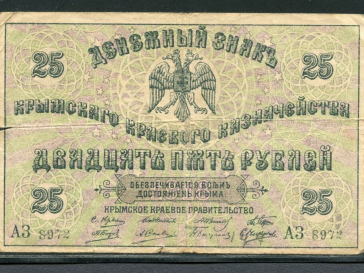 ДЕНЕЖНЫЙ ЗНАКЪ
25 25
КРЫМСКАГО КРАЕВОГО КАЗНАЧЕЙСТВА
ДВАДЦАТЬ ПЯТЬ РУБЛЕЙ
ОБЕЗПЕЧИВАЕТСЯ ВСѢМЪ
ДОСТОЯНІЕМЪ КРЫМА
25 КРЫМСКОЕ КРАЕВОЕ ПРАВИТЕЛЬСТВО 25
АЗ 8972 АЗ 8972